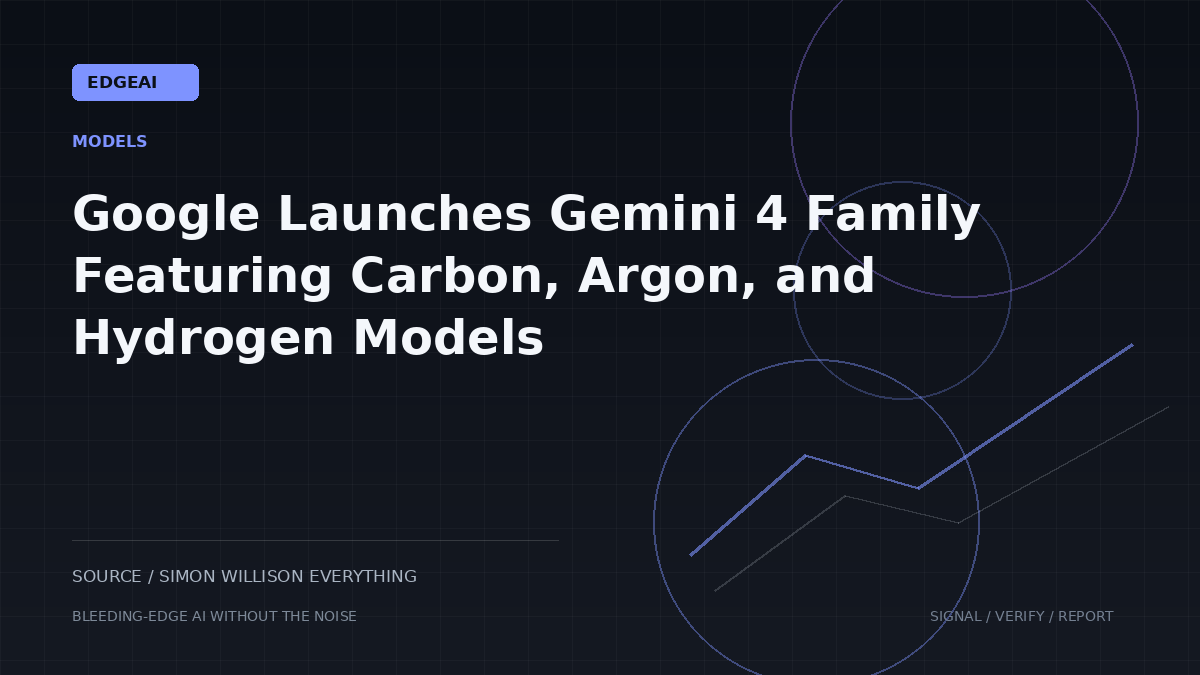 EDGEAI
MODELS
Google Launches Gemini 4 Family
Featuring Carbon, Argon, and
Hydrogen Models
SOURCE / SIMON WILLISON EVERYTHING
BLEEDING-EDGE AI WITHOUT THE NOISE
SIGNAL / VERIFY / REPORT